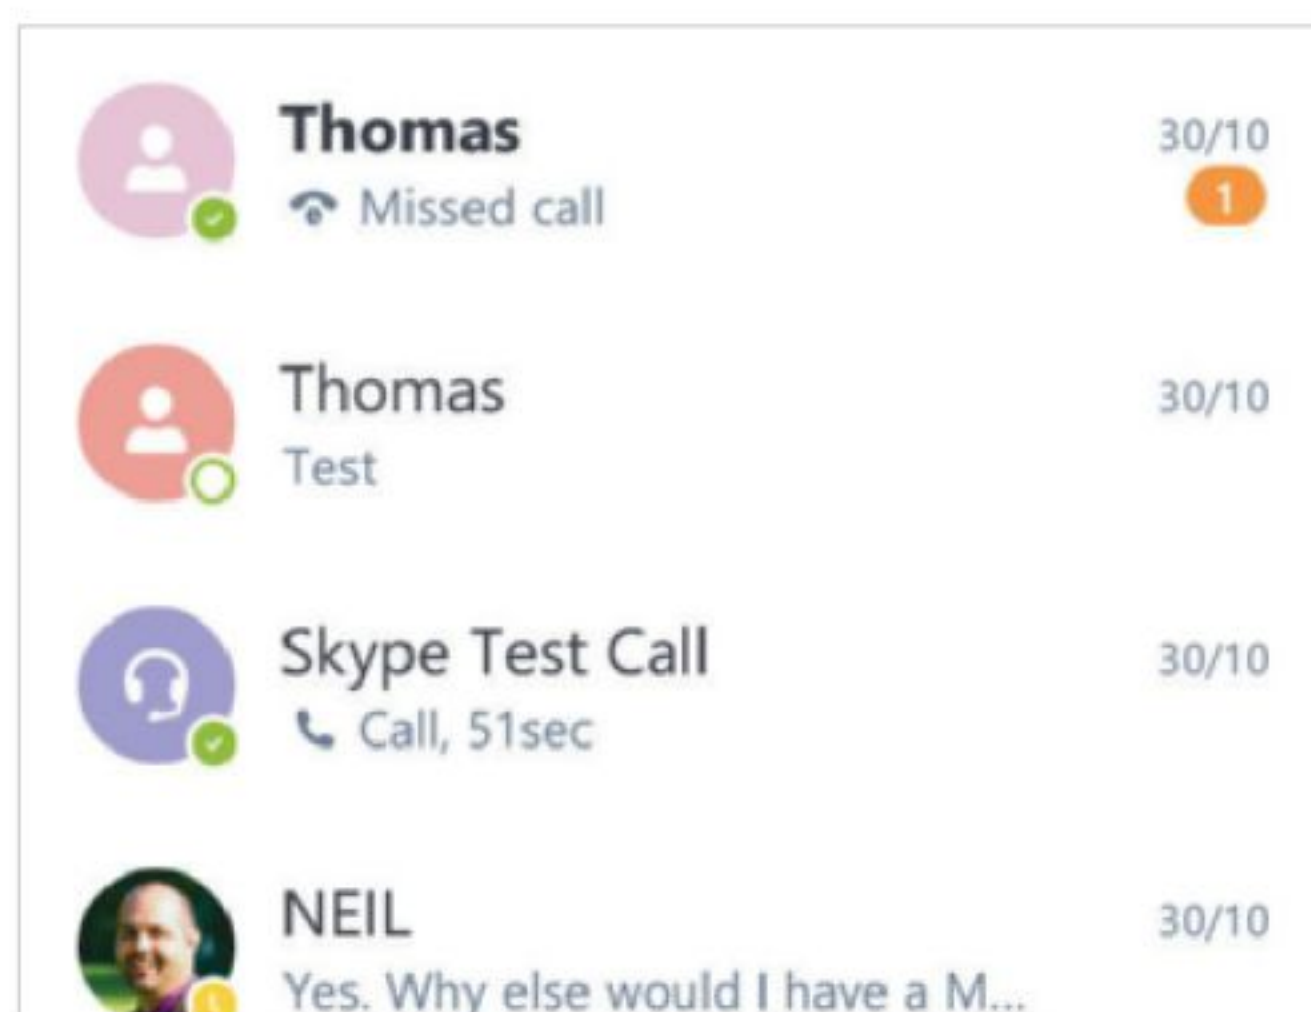 Thomas
30/10
Missed call
1
Thomas
30/10
Test
Skype Test Call
30/10
Call, 51sec
NEIL
30/10
Yes. Why else would I have a M...